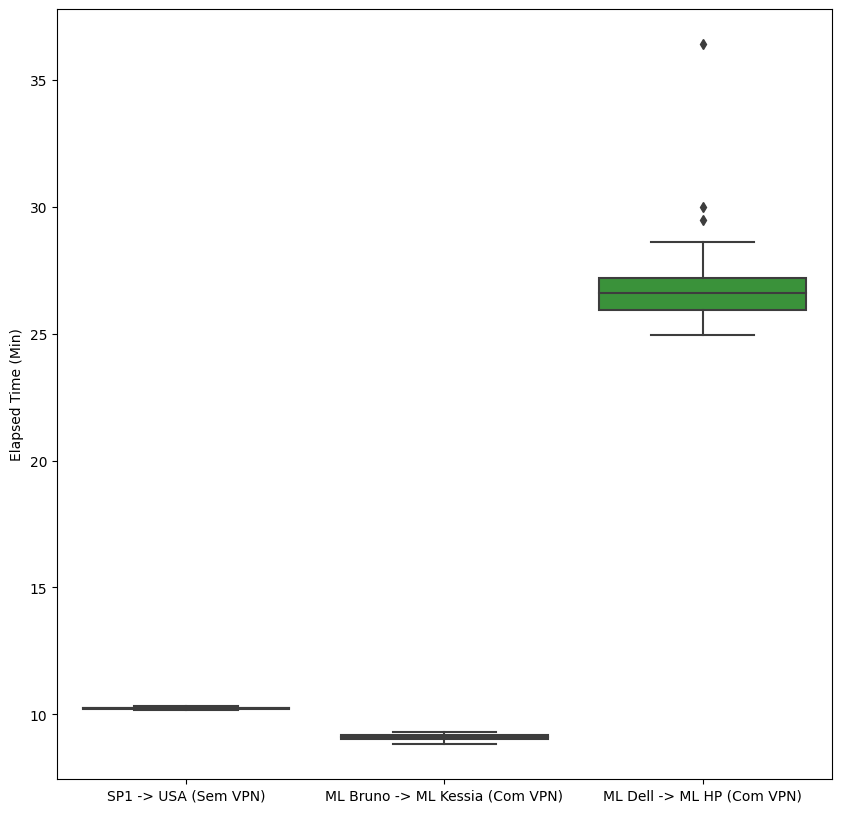 Elapsed Time (Min)
35
30
25
20
15
10
SP1 -> USA (Sem VPN)
ML Bruno -> ML Kessia (Com VPN)
ML Dell -> ML HP (Com VPN)